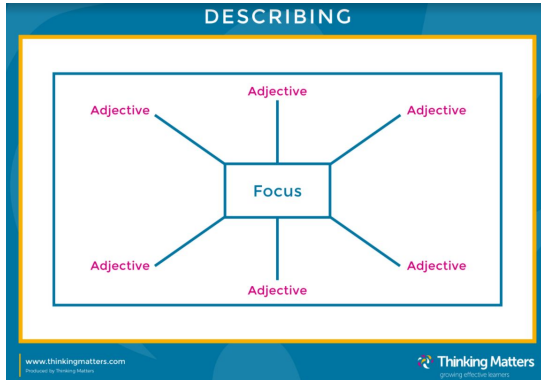 DESCRIBING
Adjective
Adjective
Adjective
Focus
Adjective
Adjective
Adjective
www.thinkingmatters.com
Produced by Thinking Matters
Thinking Matters
growing effective learners